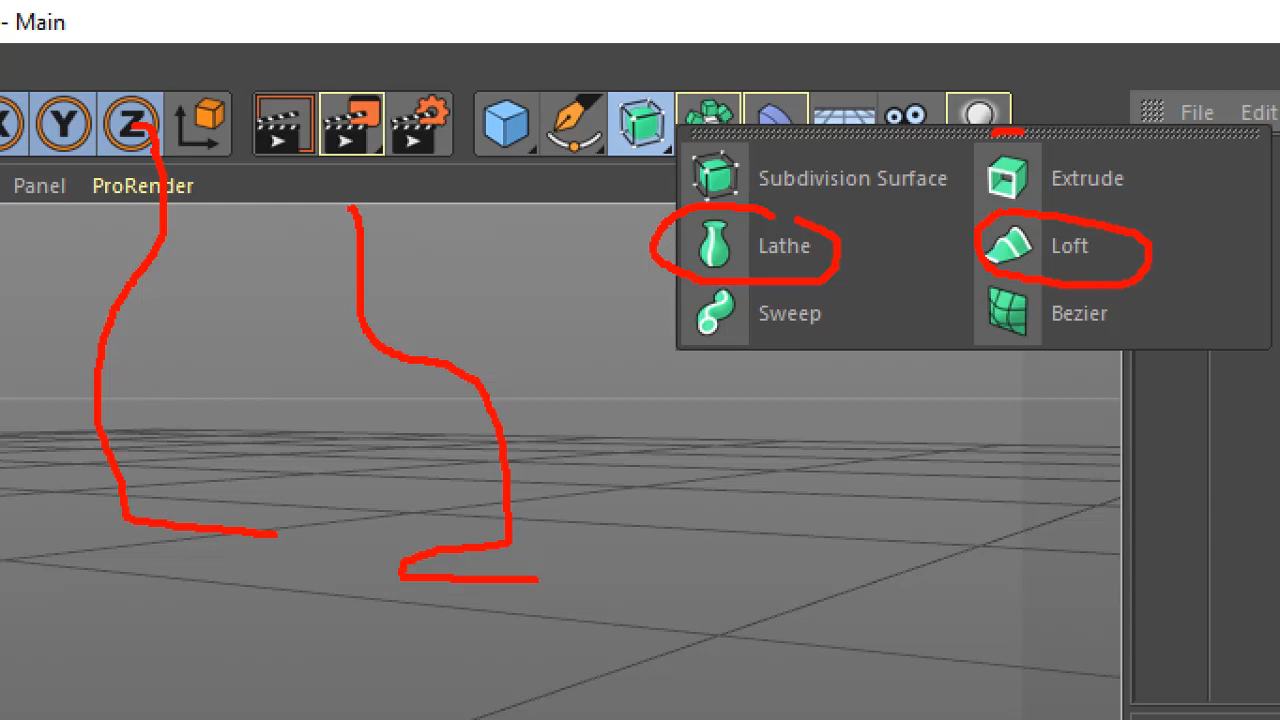 - Main
X Y Z
File Edit
Panel ProRender
Subdivision Surface Extrude
Lathe Loft
Sweep Bezier